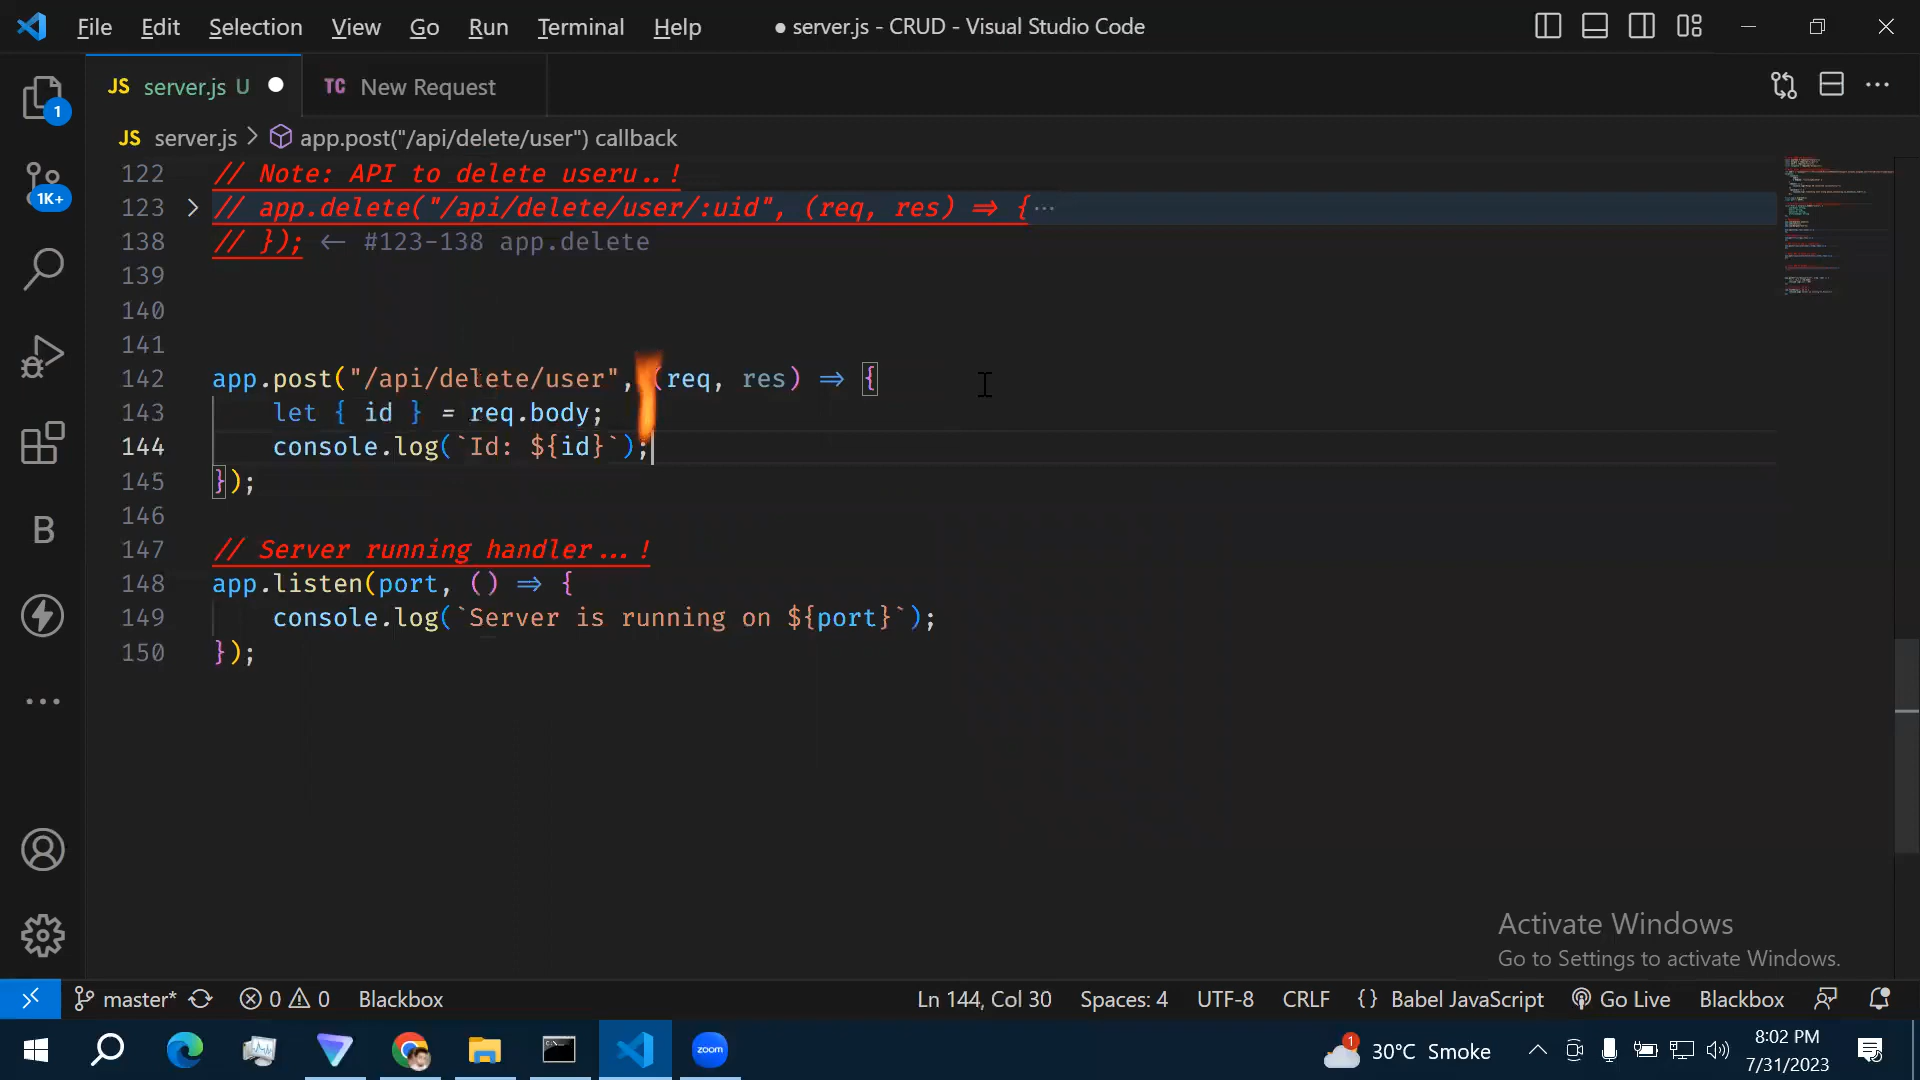 File Edit Selection View Go Run Terminal Help ● server.js - CRUD - Visual Studio Code
JS server.js U ● TC New Request
1
JS server.js > app.post("/api/delete/user") callback
122 // Note: API to delete useru..!
123 // app.delete("/api/delete/user/:uid", (req, res) => {···
138 // }); <- #123-138 app.delete
1K+
139
140
141
142 app.post("/api/delete/user", (req, res) => {
143 let { id } = req.body;
144 console.log(`Id: ${id}`);
145 });
146
147 // Server running handler...!
148 app.listen(port, () => {
149 console.log(`Server is running on ${port}`);
150 });
B
Activate Windows
Go to Settings to activate Windows.
master* 0 0 Blackbox Ln 144, Col 30 Spaces: 4 UTF-8 CRLF {} Babel JavaScript Go Live Blackbox
zoom 1 30°C Smoke 8:02 PM
7/31/2023